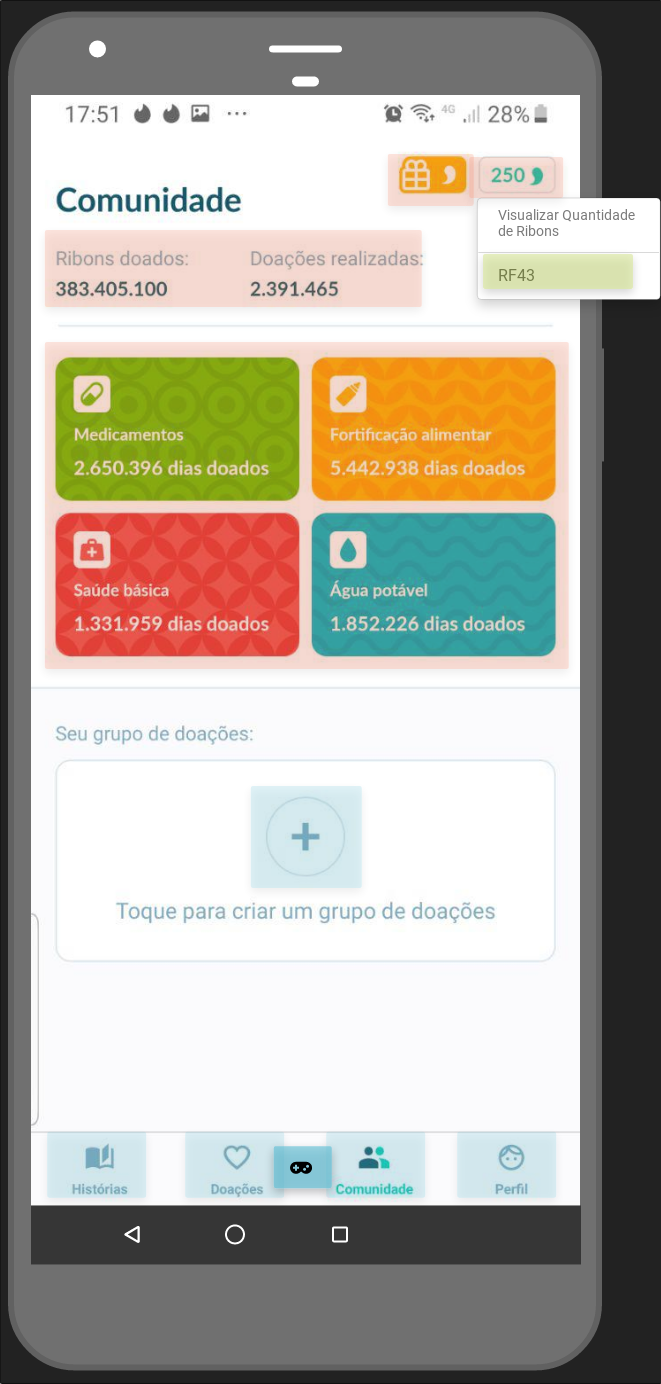 17:51
4G
28%
Comunidade
250
Visualizar Quantidade
de Ribons
RF43
Ribons doados:
Doações realizadas:
383.405.100
2.391.465
Medicamentos
2.650.396 dias doados
Fortificação alimentar
5.442.938 dias doados
Saúde básica
1.331.959 dias doados
Água potável
1.852.226 dias doados
Seu grupo de doações:
Toque para criar um grupo de doações
Histórias
Doações
Comunidade
Perfil